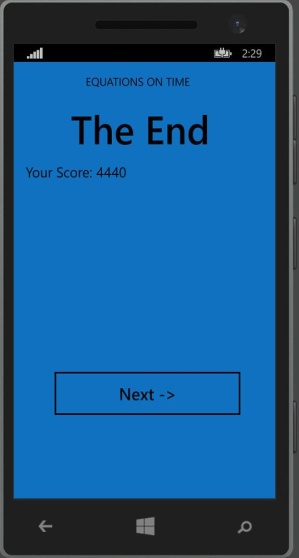 2:29
EQUATIONS ON TIME
The End
Your Score: 4440
Next ->